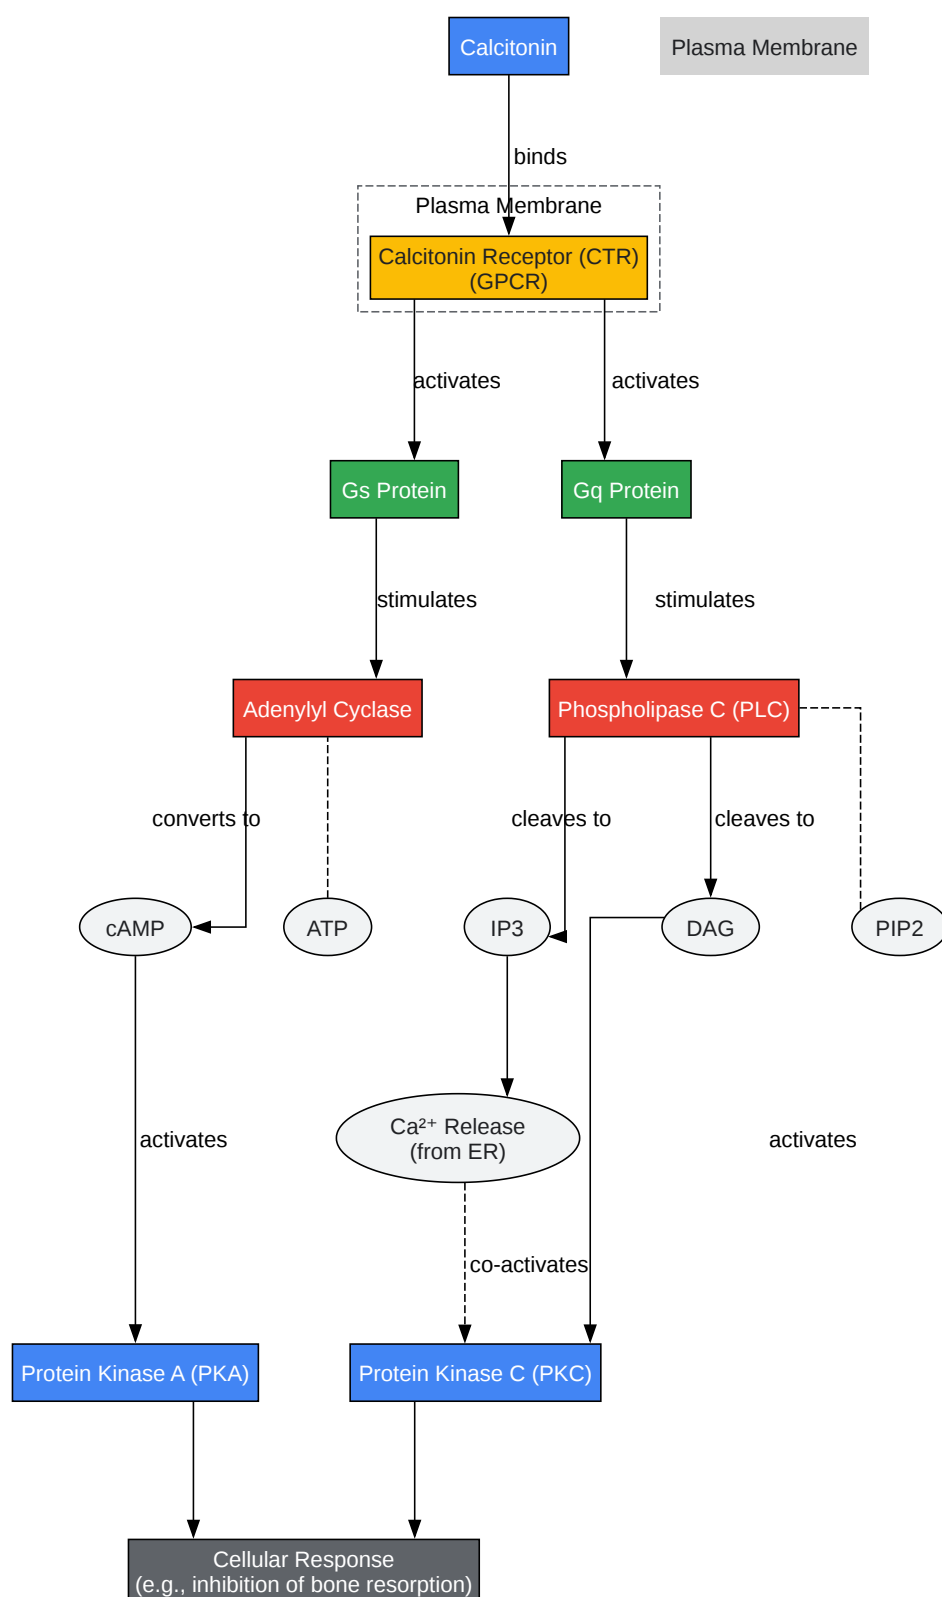 Calcitonin
Plasma Membrane
binds
Plasma Membrane
Calcitonin Receptor (CTR)
(GPCR)
activates
activates
Gs Protein
Gq Protein
stimulates
stimulates
Adenylyl Cyclase
Phospholipase C (PLC)
converts to
cleaves to
cleaves to
cAMP
ATP
IP3
DAG
PIP2
Ca²⁺ Release
(from ER)
activates
activates
co-activates
Protein Kinase A (PKA)
Protein Kinase C (PKC)
Cellular Response
(e.g., inhibition of bone resorption)